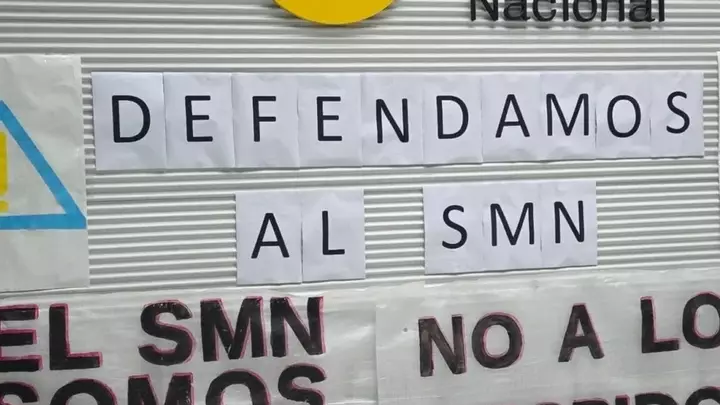 Nacional
DEFENDAMOS
AL SMN
EL SMN
SOMOS
NO A LO